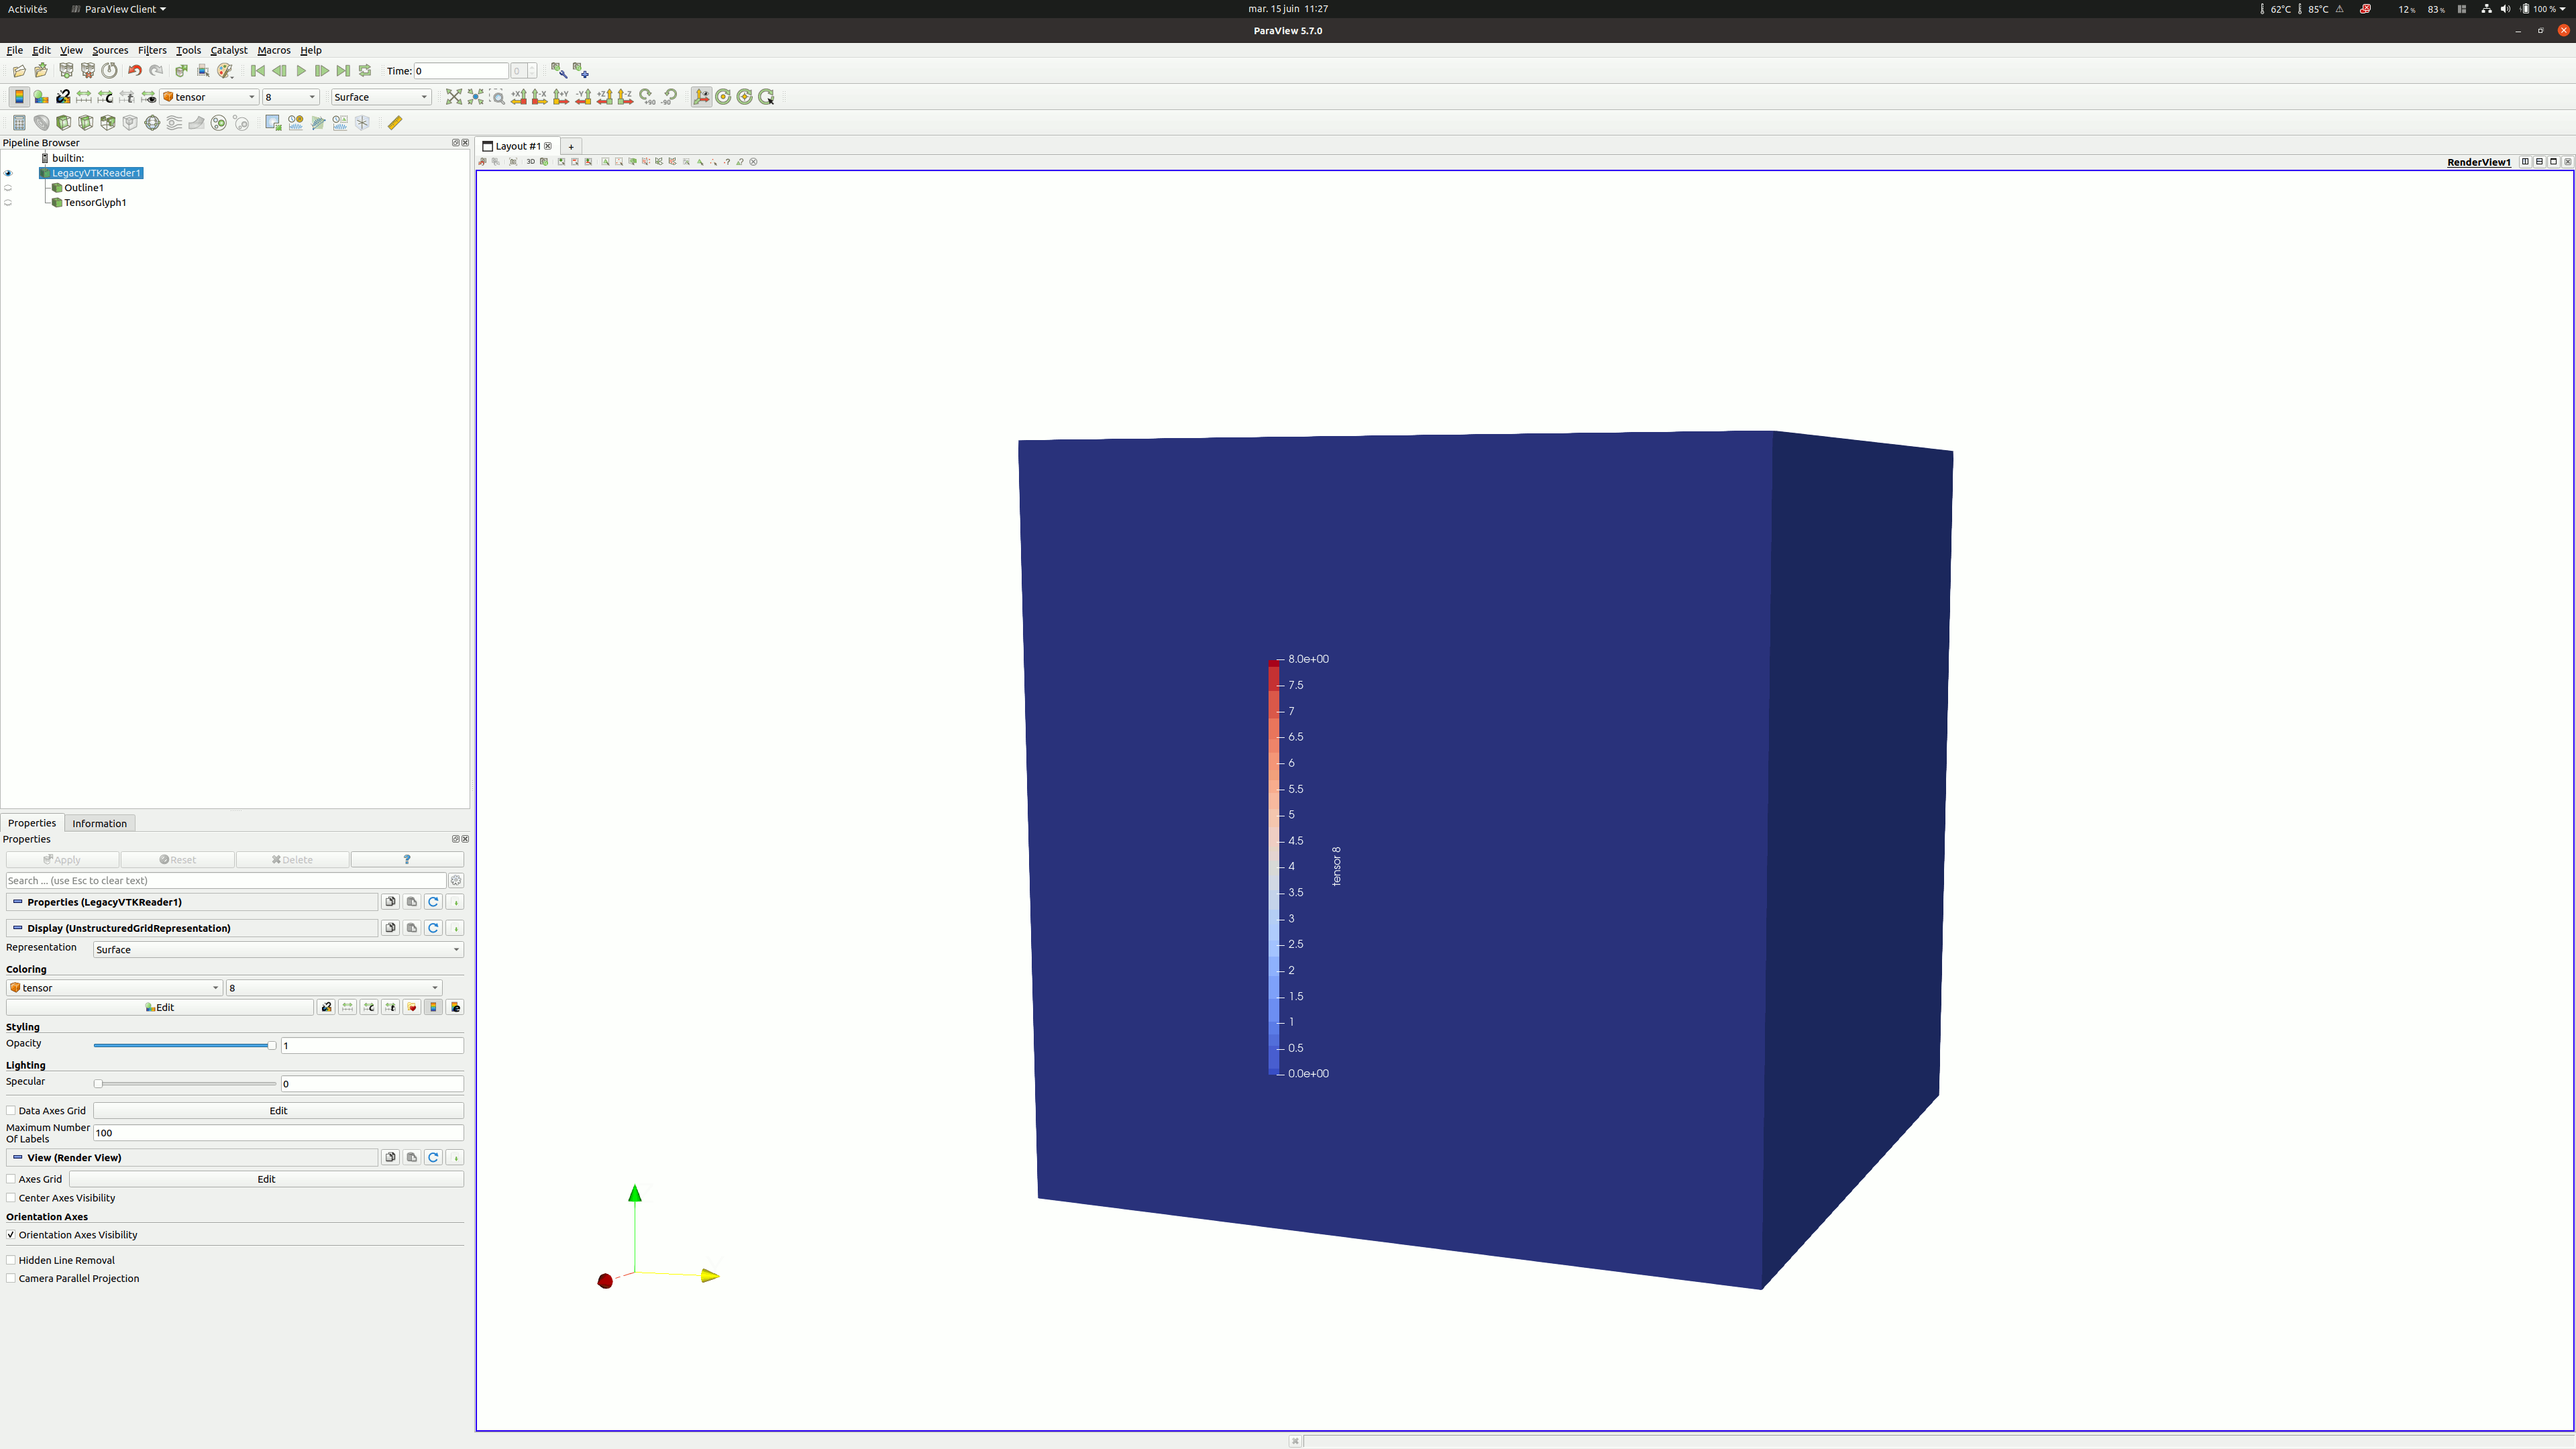 Activités ParaView Client mar. 15 juin 11:27 62°C 85°C 12% 83% 100 %
ParaView 5.7.0
File Edit View Sources Filters Tools Catalyst Macros Help
Time: 0 0
tensor 8 Surface +X -X +Y -Y +Z -Z +90 -90
Pipeline Browser
builtin:
LegacyVTKReader1
Outline1
TensorGlyph1
Layout #1 +
3D RenderView1
8.0e+00
7.5
7
6.5
6
5.5
5
4.5
4
3.5
3
2.5
2
1.5
1
0.5
0.0e+00
tensor 8
Properties Information
Properties
Apply Reset Delete ?
Search ... (use Esc to clear text)
Properties (LegacyVTKReader1)
Display (UnstructuredGridRepresentation)
Representation Surface
Coloring
tensor 8
Edit
Styling
Opacity 1
Lighting
Specular 0
Data Axes Grid Edit
Maximum Number
Of Labels 100
View (Render View)
Axes Grid Edit
Center Axes Visibility
Orientation Axes
Orientation Axes Visibility
Hidden Line Removal
Camera Parallel Projection